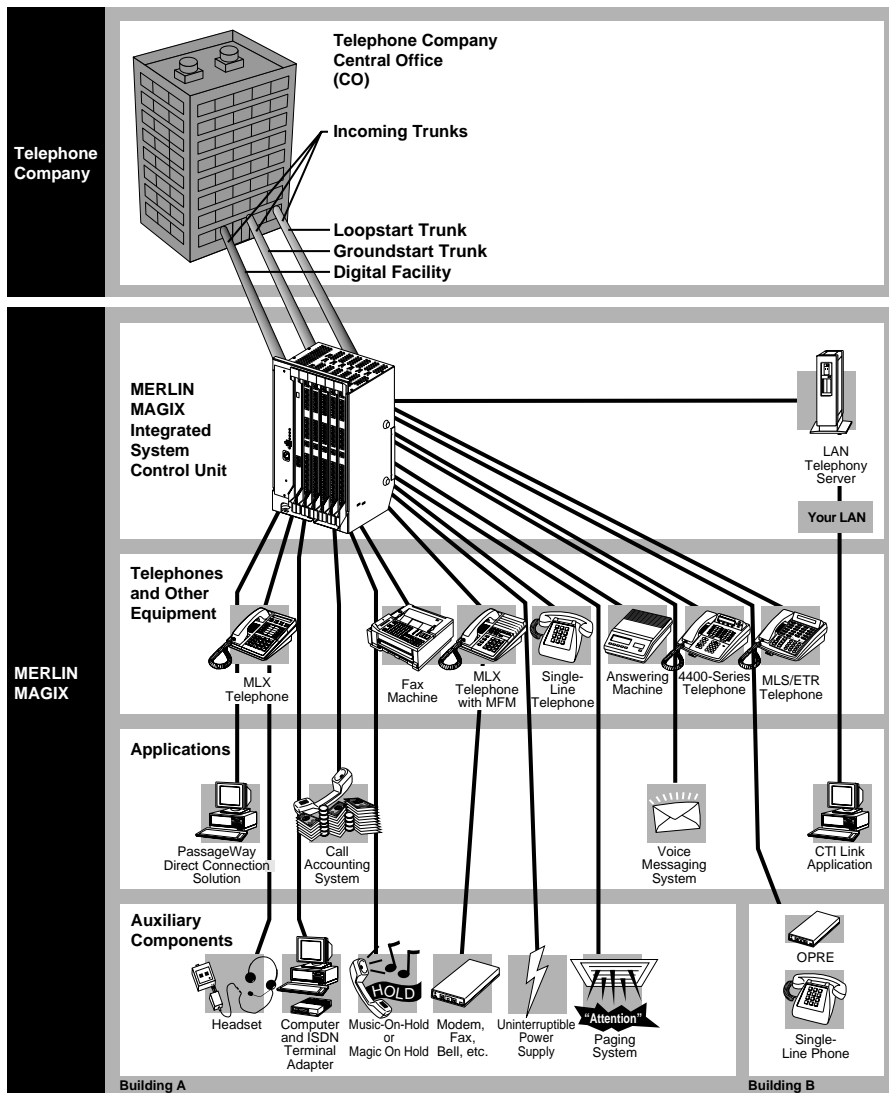 Telephone Company
Central Office
(CO)
Incoming Trunks
Telephone
Company
Loopstart Trunk
Groundstart Trunk
Digital Facility
MERLIN
MAGIX
Integrated
System
Control Unit
LAN
Telephony
Server
Your LAN
Telephones
and Other
Equipment
MERLIN
MAGIX
MLX
Telephone
Fax
Machine
MLX
Telephone
with MFM
Single-
Line
Telephone
Answering
Machine
4400-Series
Telephone
MLS/ETR
Telephone
Applications
PassageWay
Direct Connection
Solution
Call
Accounting
System
Voice
Messaging
System
CTI Link
Application
Auxiliary
Components
HOLD
"Attention"
OPRE
Headset
Computer
and ISDN
Terminal
Adapter
Music-On-Hold
or
Magic On Hold
Modem,
Fax,
Bell, etc.
Uninterruptible
Power
Supply
Paging
System
Single-
Line Phone
Building A
Building B